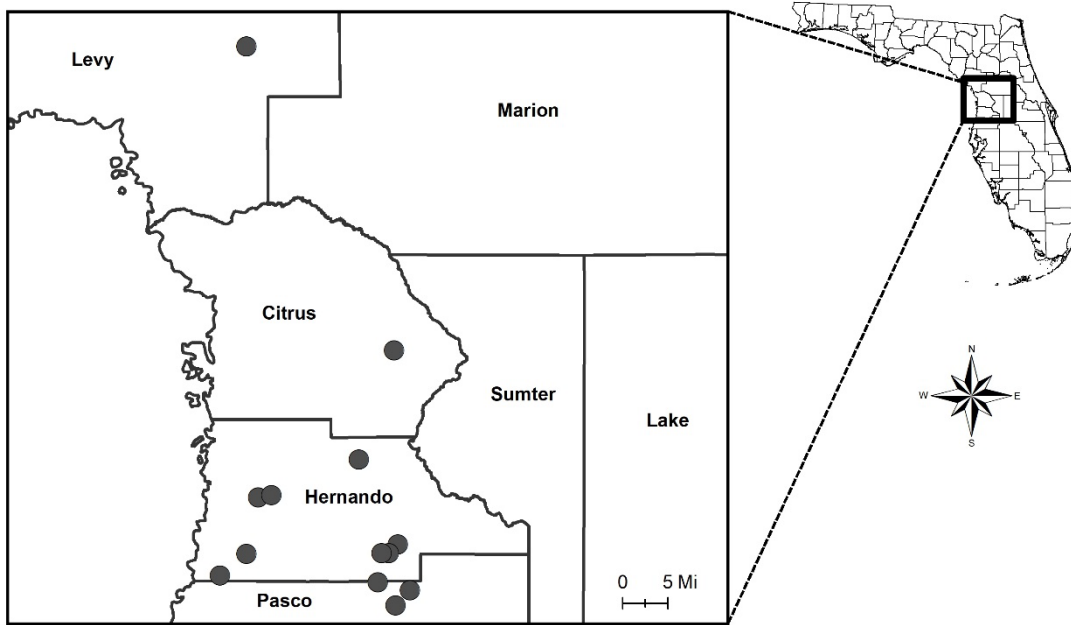 Levy
Marion
Citrus
Sumter
Lake
Hernando
Pasco
0 5 Mi
N
W E
S